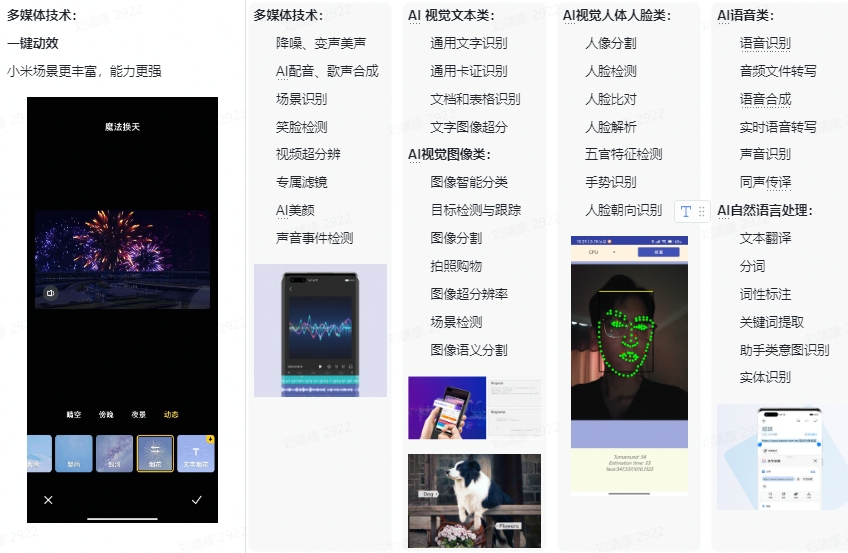 多媒体技术：
一键动效
小米场景更丰富，能力更强
魔法换天
晴空 傍晚 夜景 动态
烟花 文字烟花
多媒体技术：
降噪、变声美声
AI配音、歌声合成
场景识别
笑脸检测
视频超分辨
专属滤镜
AI美颜
声音事件检测
AI 视觉文本类：
通用文字识别
通用卡证识别
文档和表格识别
文字图像超分
AI视觉图像类：
图像智能分类
目标检测与跟踪
图像分割
拍照购物
图像超分辨率
场景检测
图像语义分割
Dog
Flowers
AI视觉人体人脸类：
人像分割
人脸检测
人脸比对
人脸解析
五官特征检测
手势识别
人脸朝向识别
CPU
AI语音类：
语音识别
音频文件转写
语音合成
实时语音转写
声音识别
同声传译
AI自然语言处理：
文本翻译
分词
词性标注
关键词提取
助手类意图识别
实体识别